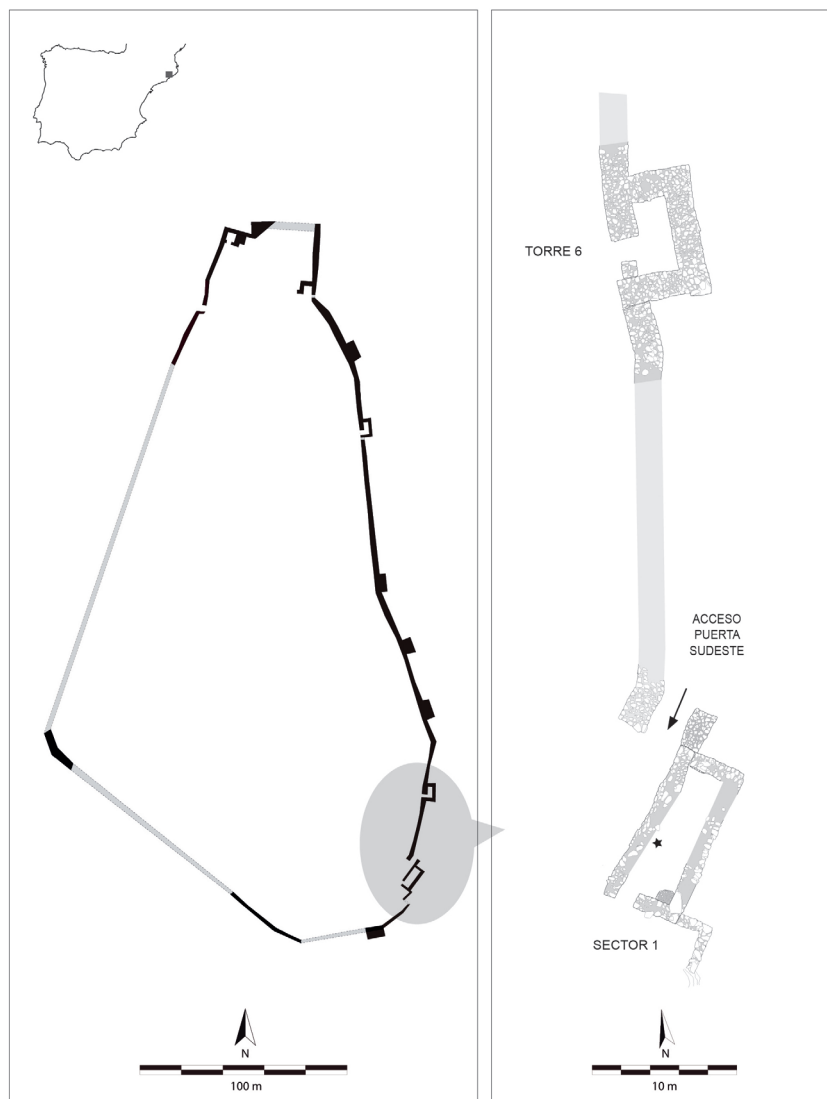 N
100 m
TORRE 6
ACCESO
PUERTA
SUDESTE
SECTOR 1
N
10 m